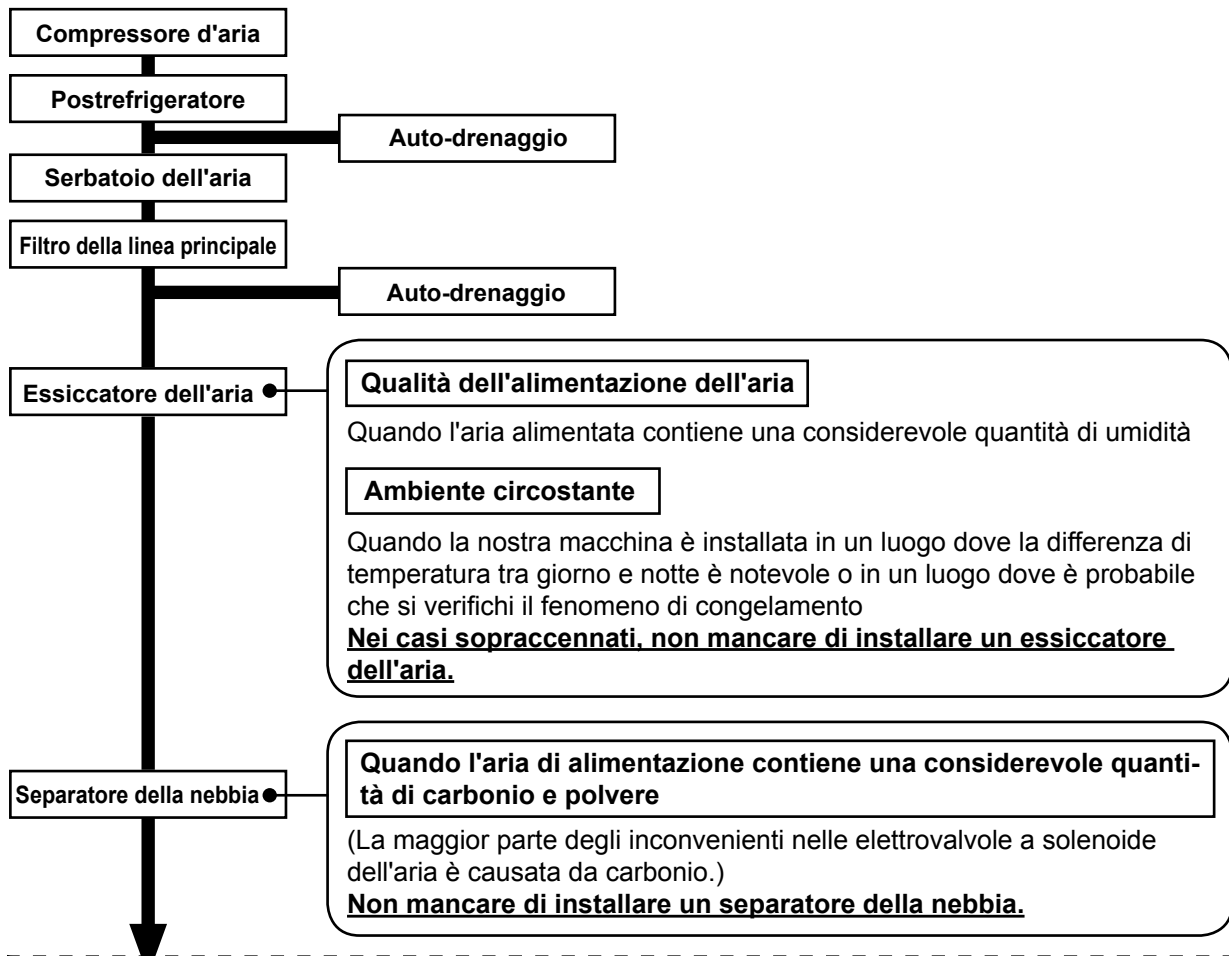 Compressore d'aria
Postrefrigeratore
Auto-drenaggio
Serbatoio dell'aria
Filtro della linea principale
Auto-drenaggio
Essiccatore dell'aria
Qualità dell'alimentazione dell'aria
Quando l'aria alimentata contiene una considerevole quantità di umidità
Ambiente circostante
Quando la nostra macchina è installata in un luogo dove la differenza di
temperatura tra giorno e notte è notevole o in un luogo dove è probabile
che si verifichi il fenomeno di congelamento
Nei casi sopraccennati, non mancare di installare un essiccatore
dell'aria.
Separatore della nebbia
Quando l'aria di alimentazione contiene una considerevole quanti-
tà di carbonio e polvere
(La maggior parte degli inconvenienti nelle elettrovalvole a solenoide
dell'aria è causata da carbonio.)
Non mancare di installare un separatore della nebbia.